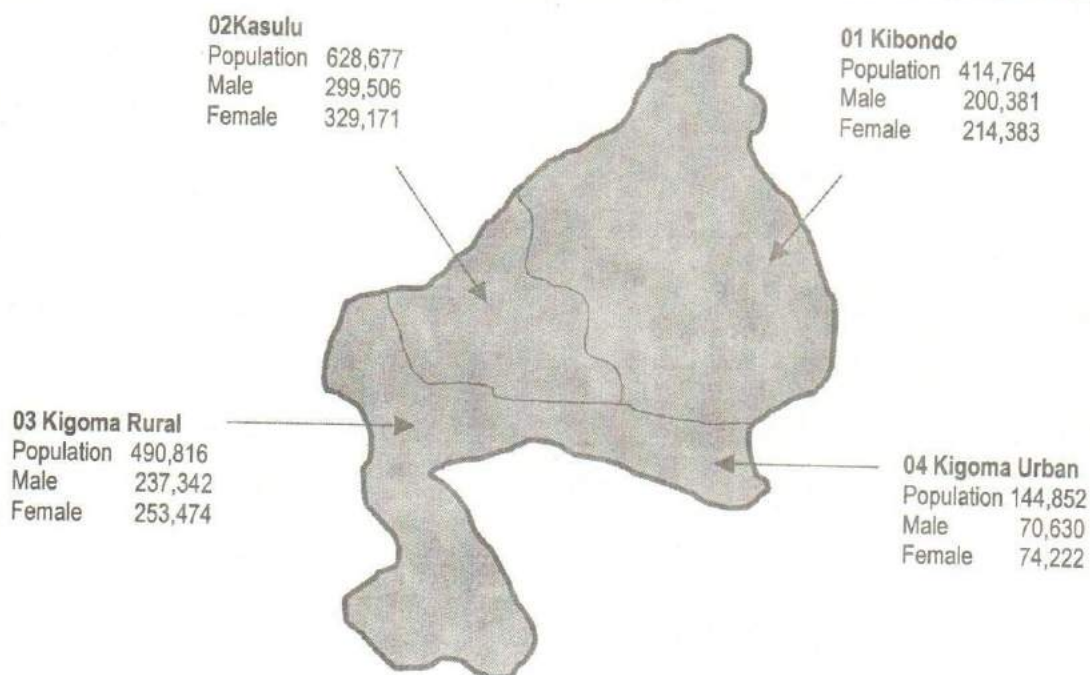 02Kasulu
Population 628,677
Male 299,506
Female 329,171
01 Kibondo
Population 414,764
Male 200,381
Female 214,383
03 Kigoma Rural
Population 490,816
Male 237,342
Female 253,474
04 Kigoma Urban
Population 144,852
Male 70,630
Female 74,222